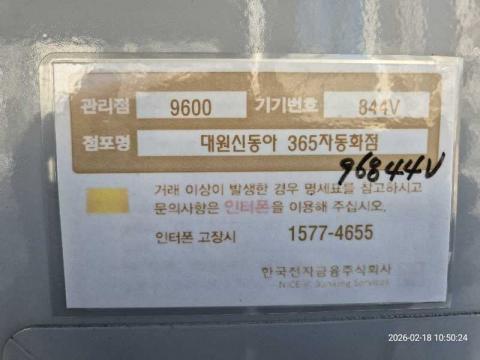 관리점 9600 기기번호 844V
점포명 대원신동아 365자동화점
96844V
거래 이상이 발생한 경우 명세표를 참고하시고
문의사항은 인터폰을 이용해 주십시오.
인터폰 고장시 1577-4655
한국전자금융주식회사
NICE e-Banking Services
2026-02-18 10:50:24